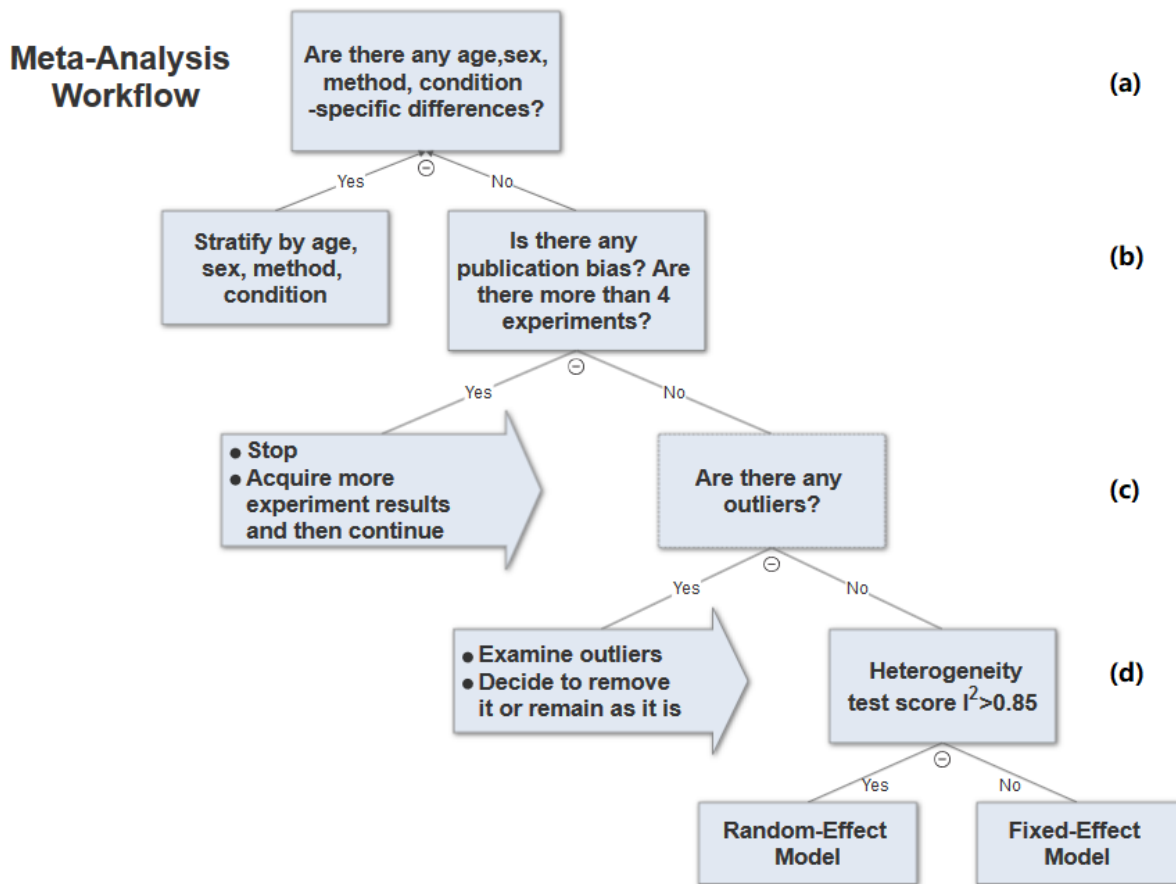 Meta-Analysis
Workflow
Are there any age,sex,
method, condition
-specific differences?
(a)
Yes
No
Stratify by age,
sex, method,
condition
Is there any
publication bias? Are
there more than 4
experiments?
(b)
Yes
No
● Stop
● Acquire more
experiment results
and then continue
Are there any
outliers?
(c)
Yes
No
● Examine outliers
● Decide to remove
it or remain as it is
Heterogeneity
test score I²>0.85
(d)
Yes
No
Random-Effect
Model
Fixed-Effect
Model